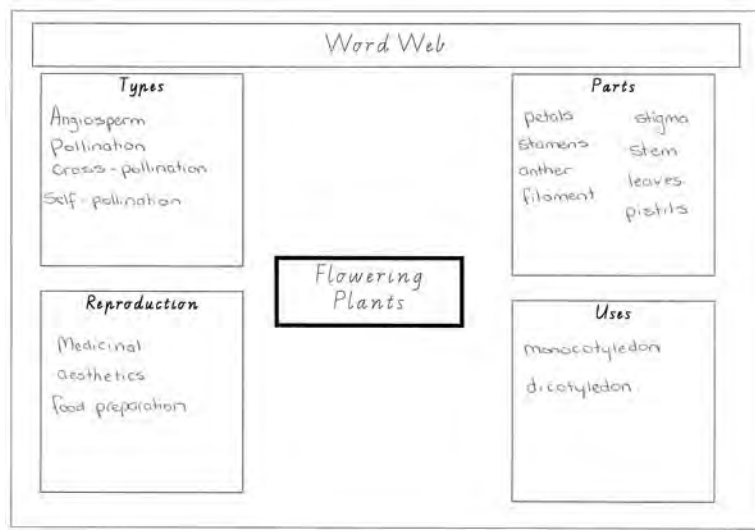 Word Web
Types
Angiosperm
Pollination
Cross-pollination
Self-pollination
Parts
petals
stamens
anther
filament
stigma
stem
leaves
pistils
Flowering
Plants
Reproduction
Medicinal
aesthetics
food preparation
Uses
monocotyledon
dicotyledon